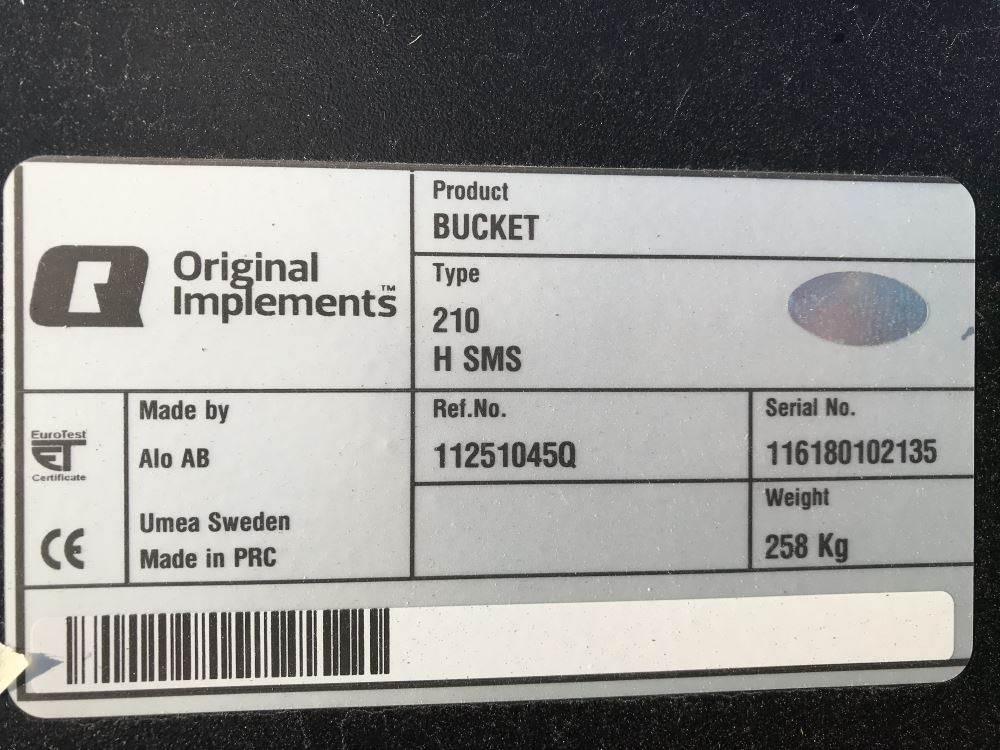 Original
Implements™
Product
BUCKET
Type
210
H SMS
EuroTest
ET
Certificate
CE
Made by
Alo AB
Umea Sweden
Made in PRC
Ref.No.
11251045Q
Serial No.
116180102135
Weight
258 Kg